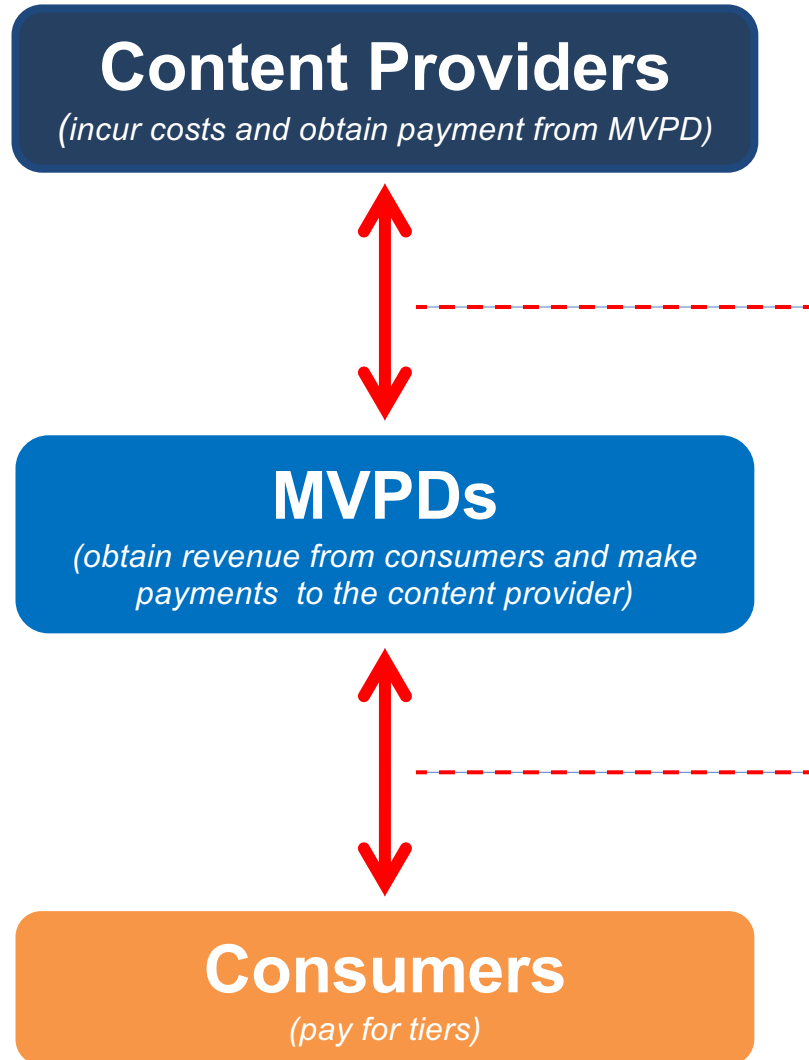 Content Providers
(incur costs and obtain payment from MVPD)
MVPDs
(obtain revenue from consumers and make
payments  to the content provider)
Consumers
(pay for tiers)